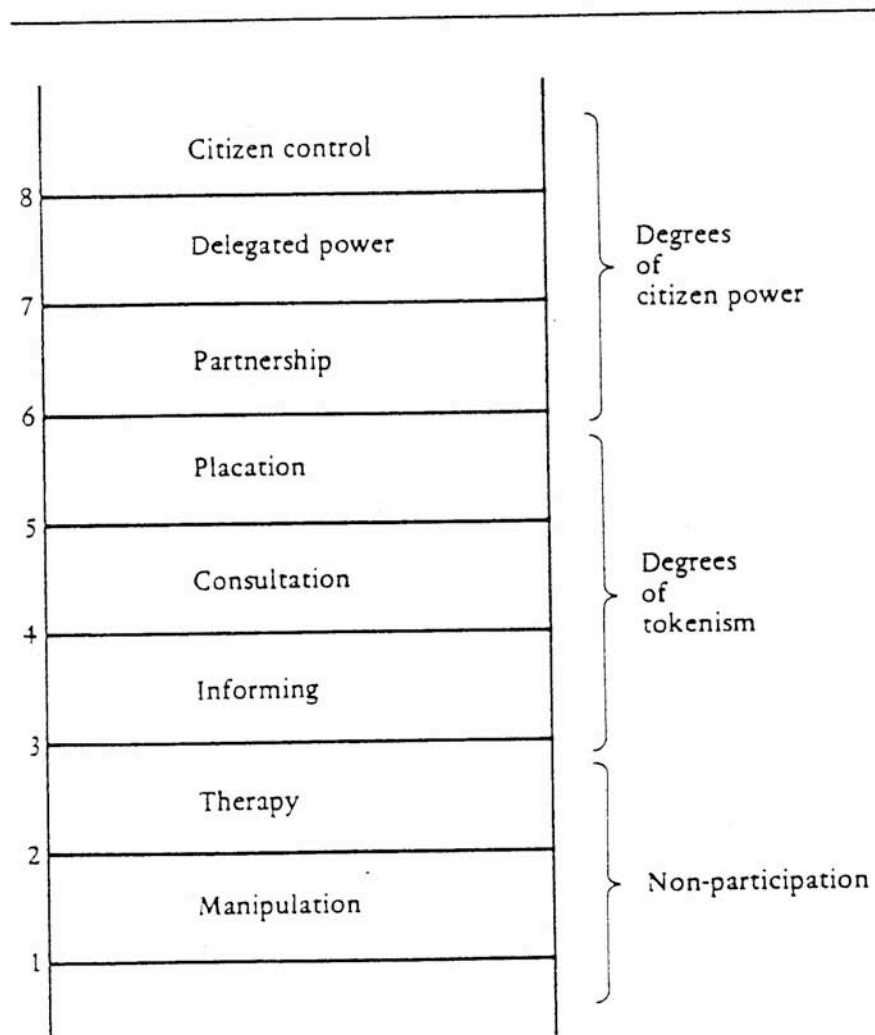 Citizen control
8
Delegated power
7
Partnership
6
Placation
5
Consultation
4
Informing
3
Therapy
2
Manipulation
1
Degrees
of
citizen power
Degrees
of
tokenism
Non-participation